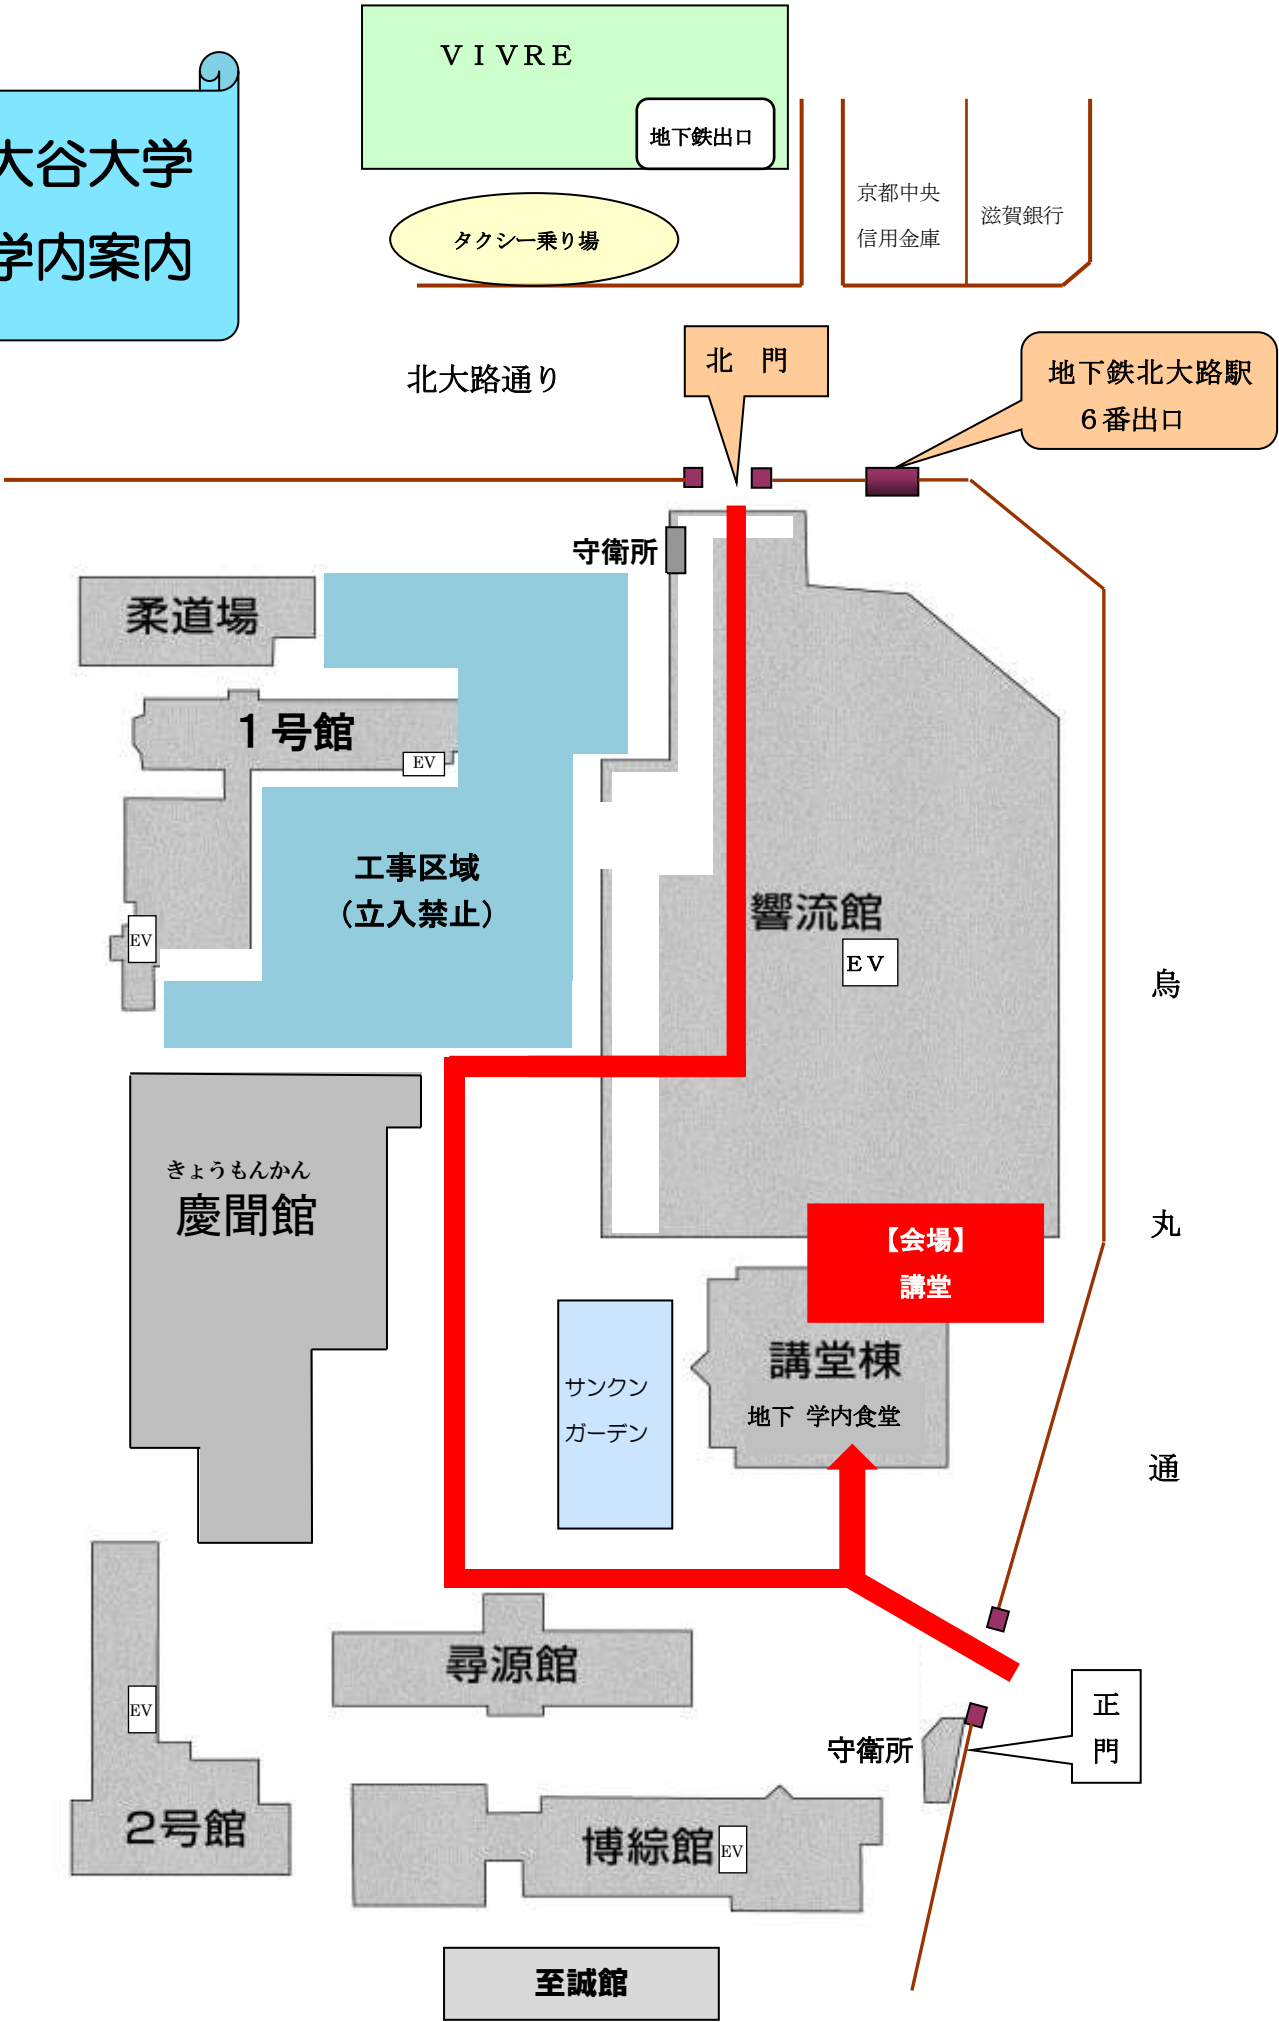 ＶＩＶＲＥ
地下鉄出口
大谷大学
学内案内
タクシー乗り場
京都中央
信用金庫
滋賀銀行
北大路通り
北　門
地下鉄北大路駅
６番出口
守衛所
柔道場
１号館
EV
工事区域
（立入禁止）
EV
響流館
ＥＶ
烏
丸
通
きょうもんかん
慶聞館
【会場】
講堂
サンクン
ガーデン
講堂棟
地下 学内食堂
尋源館
EV
正
門
守衛所
2号館
博綜館
EV
至誠館